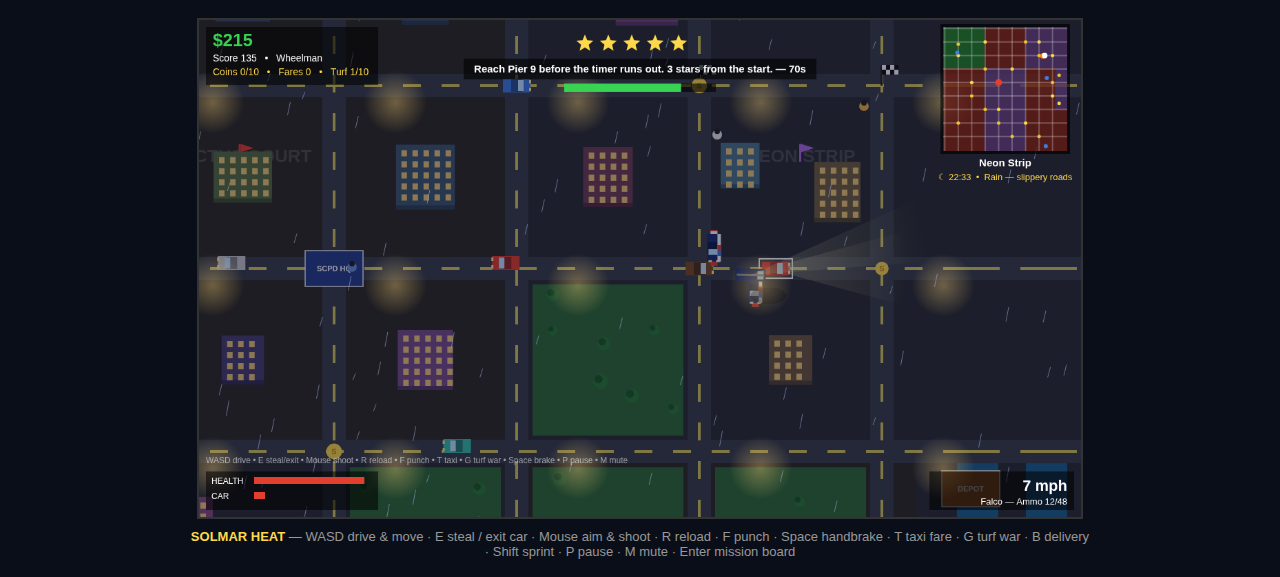 $215
Score 135 • Wheelman
Coins 0/10 • Fares 0 • Turf 1/10
Reach Pier 9 before the timer runs out. 3 stars from the start. — 70s
Neon Strip
☾ 22:33 • Rain — slippery roads
COURT
NEON STRIP
SCPD HQ
S
S
WASD drive • E steal/exit • Mouse shoot • R reload • F punch • T taxi • G turf war • Space brake • P pause • M mute
HEALTH
CAR
DEPOT
7 mph
Falco — Ammo 12/48
SOLMAR HEAT — WASD drive & move · E steal / exit car · Mouse aim & shoot · R reload · F punch · Space handbrake · T taxi fare · G turf war · B delivery
· Shift sprint · P pause · M mute · Enter mission board